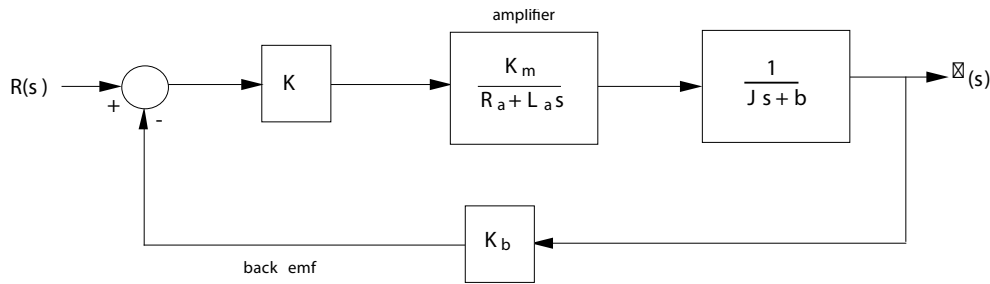 amplifier
R(s)
+
-
K
K m
R a + L a s
1
J s + b
(s)
K b
back emf